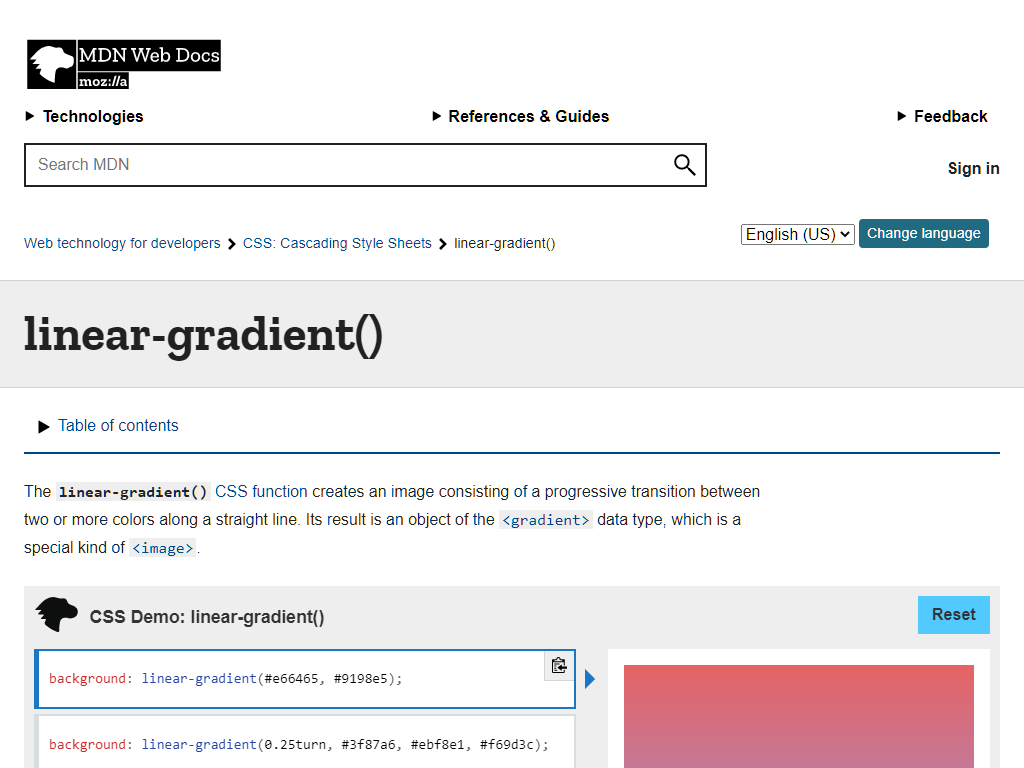 MDN Web Docs
moz://a
Technologies
References & Guides
Feedback
Search MDN
Sign in
Web technology for developers
CSS: Cascading Style Sheets
linear-gradient()
English (US)
Change language
linear-gradient()
Table of contents
The linear-gradient() CSS function creates an image consisting of a progressive transition between
two or more colors along a straight line. Its result is an object of the <gradient> data type, which is a
special kind of <image>.
CSS Demo: linear-gradient()
Reset
background: linear-gradient(#e66465, #9198e5);
background: linear-gradient(0.25turn, #3f87a6, #ebf8e1, #f69d3c);